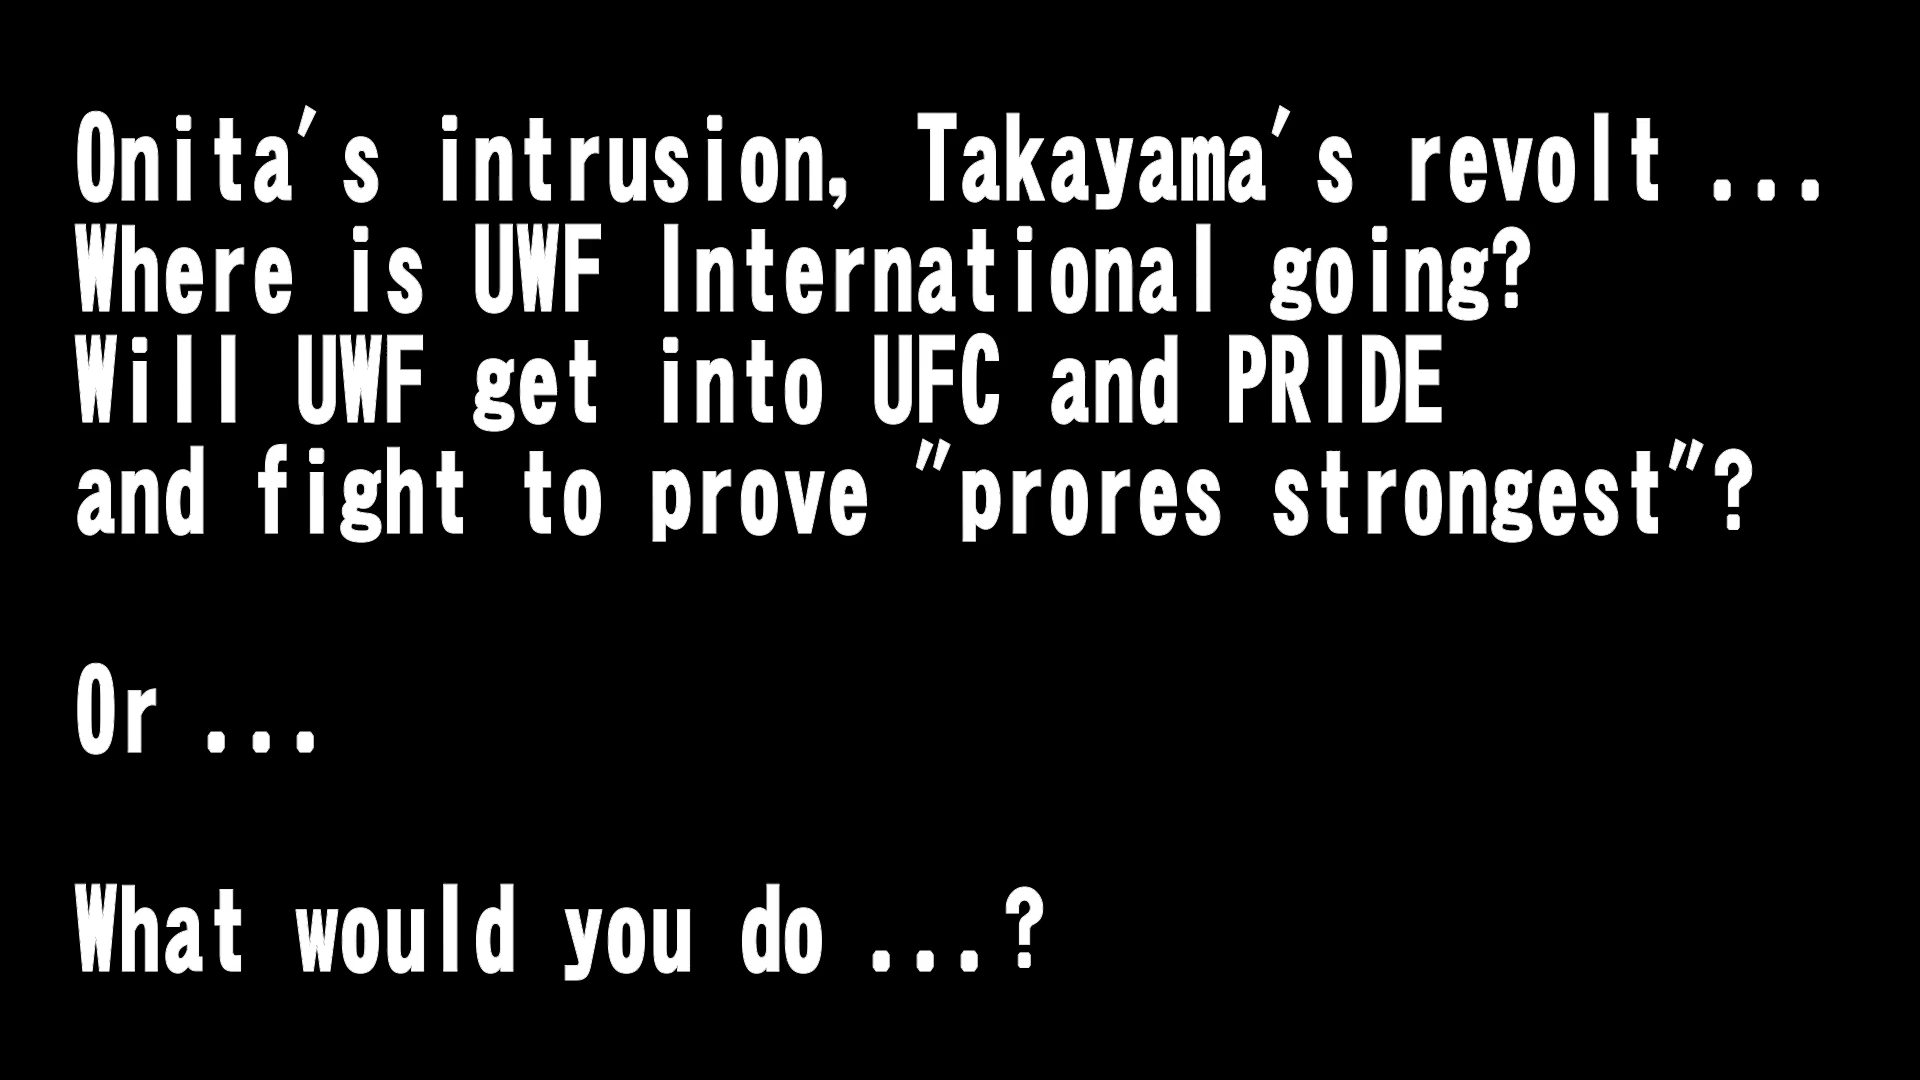 Onita's intrusion, Takayama's revolt ...
Where is UWF International going?
Will UWF get into UFC and PRIDE
and fight to prove "prores strongest"?
Or ...
What would you do ...?